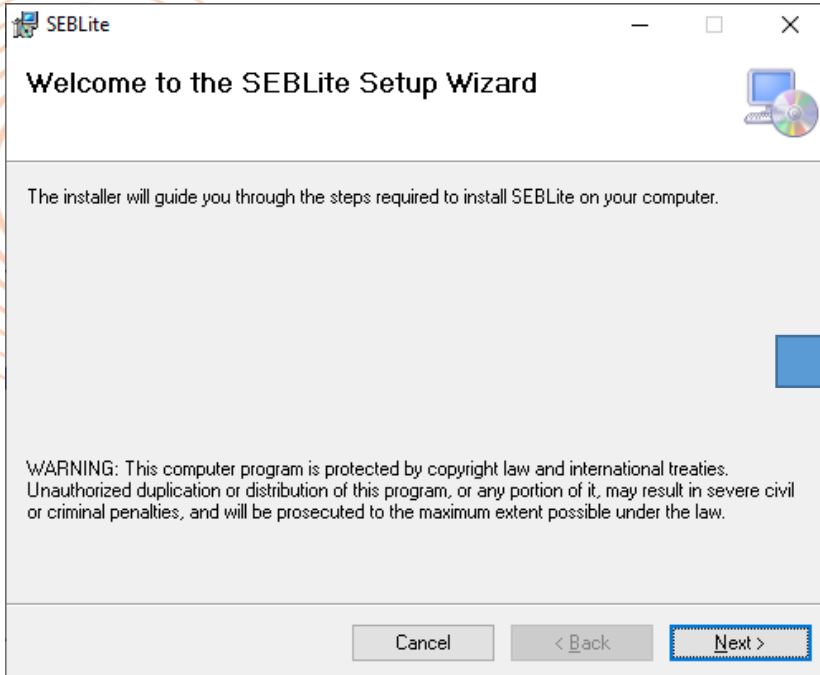 SEBLite
Welcome to the SEBLite Setup Wizard
The installer will guide you through the steps required to install SEBLite on your computer.
WARNING: This computer program is protected by copyright law and international treaties.
Unauthorized duplication or distribution of this program, or any portion of it, may result in severe civil
or criminal penalties, and will be prosecuted to the maximum extent possible under the law.
Cancel
< Back
Next >